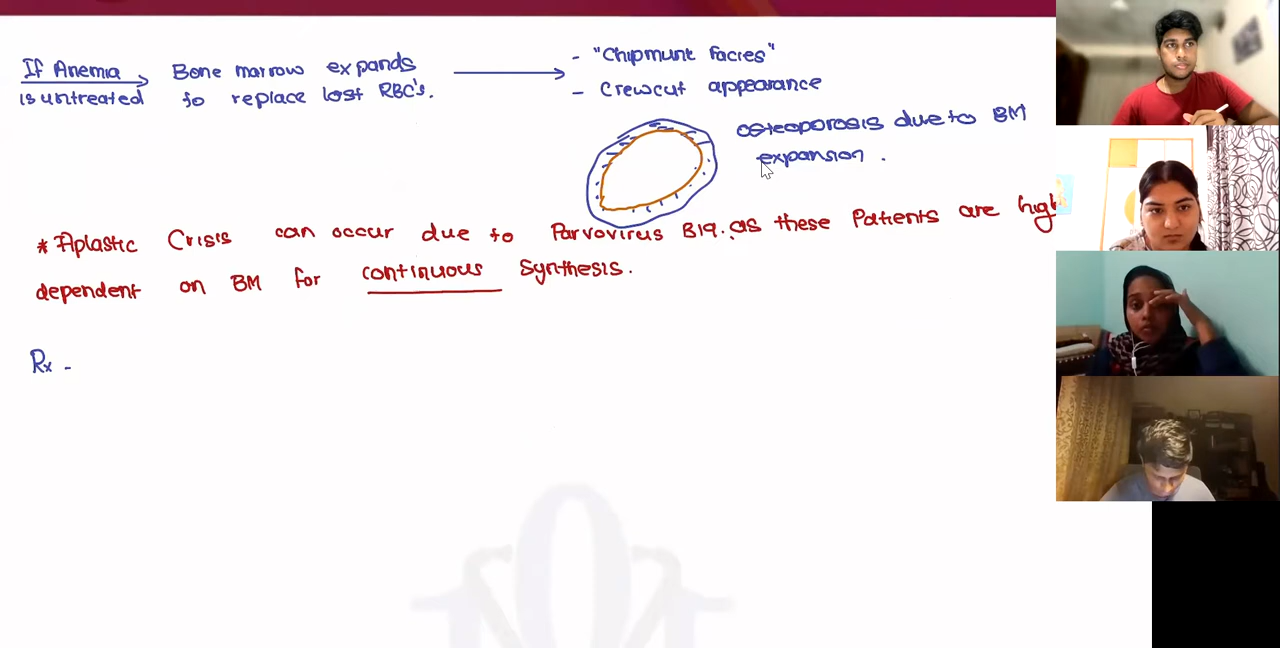 If Anemia
is untreated
Bone marrow expands
to replace lost RBC's.
- "Chipmunk facies"
- Crewcut appearance
osteoporosis due to BM
expansion .
* Aplastic Crisis can occur due to Parvovirus B19. as these Patients are high
dependent on BM for continuous Synthesis.
Rx -